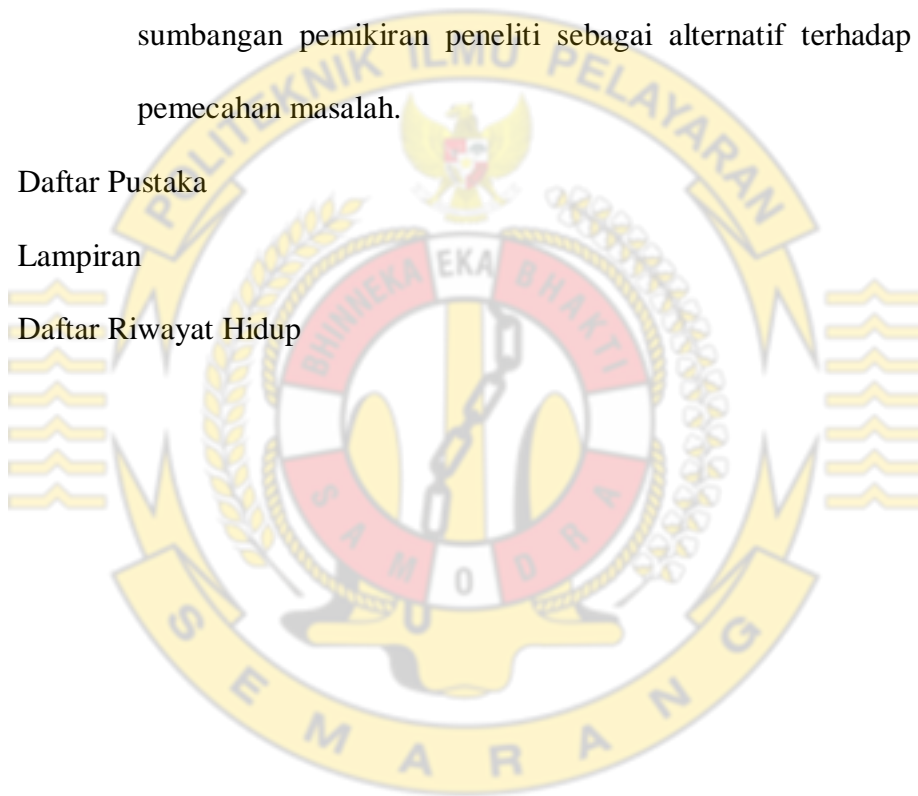 sumbangan pemikiran peneliti sebagai alternatif terhadap
pemecahan masalah.
Daftar Pustaka
Lampiran
Daftar Riwayat Hidup
POLITEKNIK ILMU PELAYARAN
BHINNEKA EKA BHAKTI
SAMODRA
SEMARANG